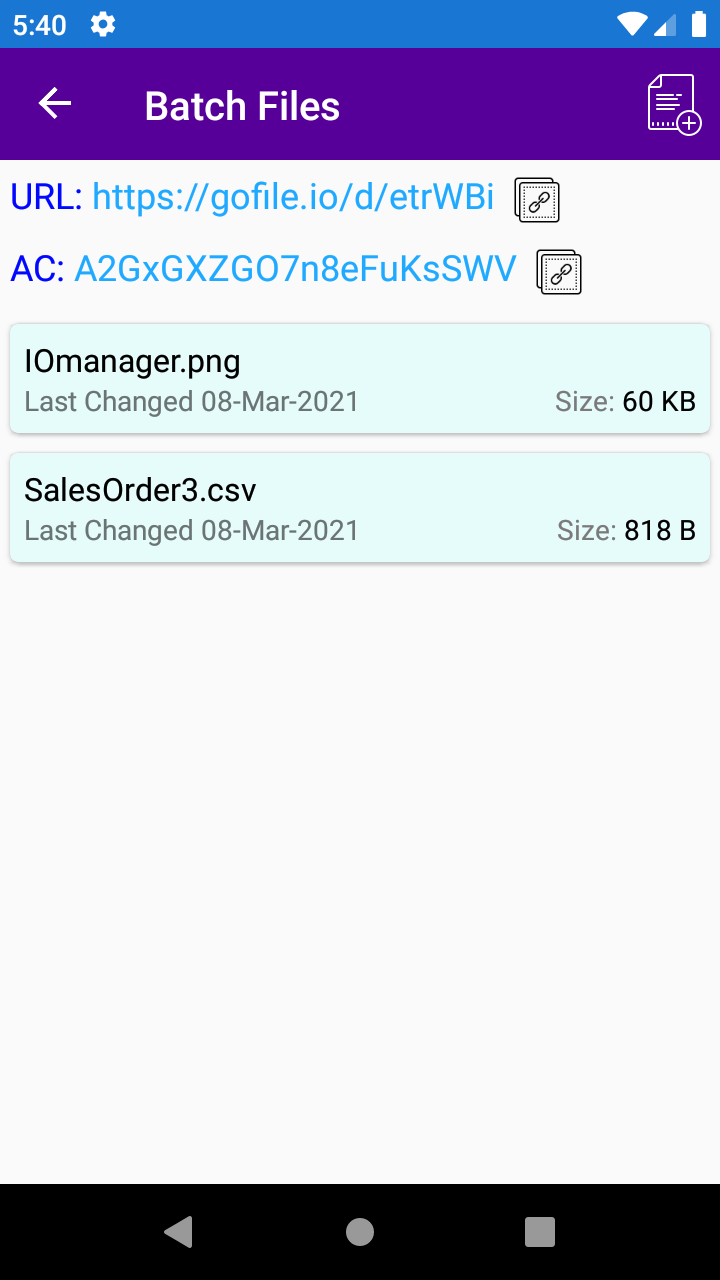 5:40
Batch Files
URL: https://gofile.io/d/etrWBi
AC: A2GxGXZGO7n8eFuKsSWV
IOmanager.png
Last Changed 08-Mar-2021 Size: 60 KB
SalesOrder3.csv
Last Changed 08-Mar-2021 Size: 818 B